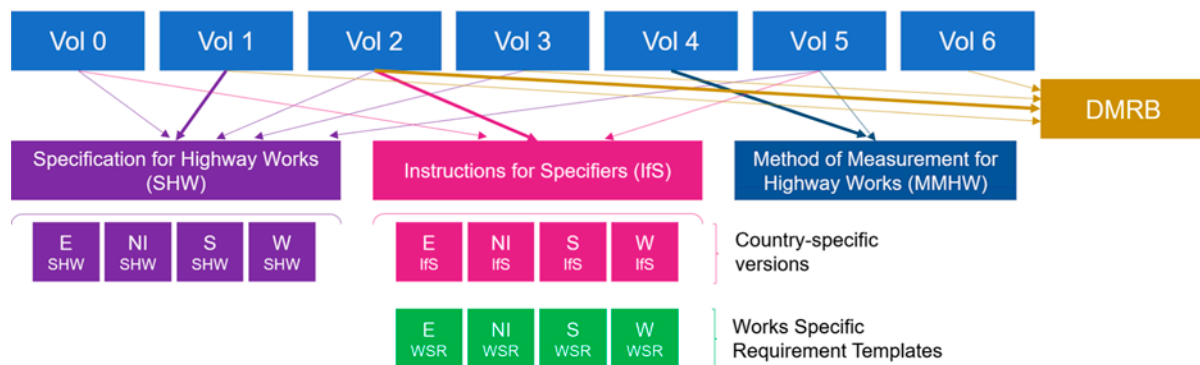 Vol 0 Vol 1 Vol 2 Vol 3 Vol 4 Vol 5 Vol 6
DMRB
Specification for Highway Works
(SHW)
Instructions for Specifiers (IfS)
Method of Measurement for
Highway Works (MMHW)
E NI S W
SHW SHW SHW SHW
E NI S W
IfS IfS IfS IfS
Country-specific
versions
E NI S W
WSR WSR WSR WSR
Works Specific
Requirement Templates